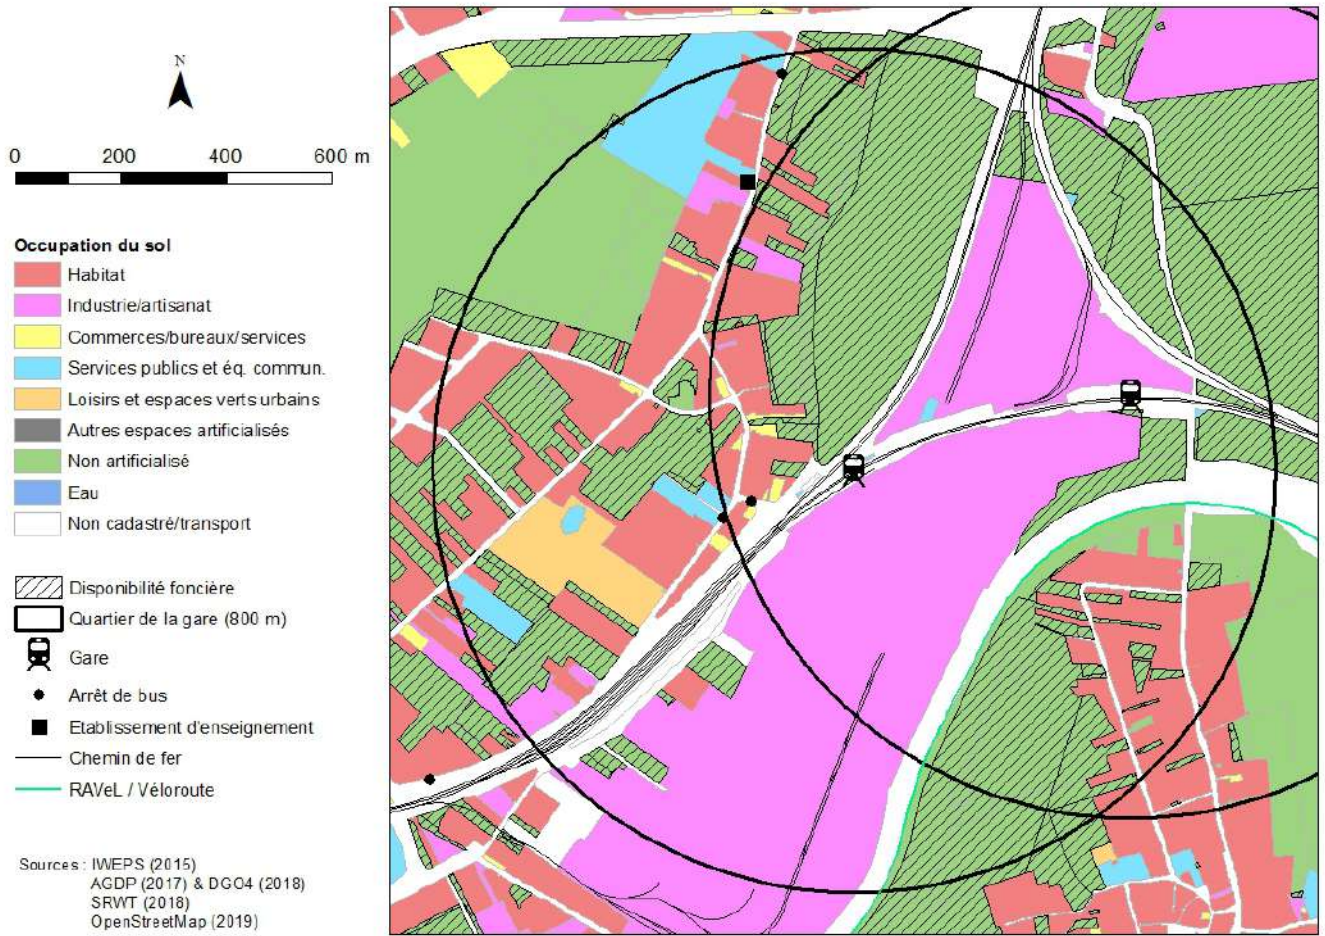 N
0 200 400 600 m
Occupation du sol
Habitat
Industrie/artisanat
Commerces/bureaux/services
Services publics et éq. commun.
Loisirs et espaces verts urbains
Autres espaces artificialisés
Non artificialisé
Eau
Non cadastré/transport
Disponibilité foncière
Quartier de la gare (800 m)
Gare
Arrêt de bus
Etablissement d'enseignement
Chemin de fer
RAVeL / Véloroute
Sources : IWEPS (2015)
AGDP (2017) & DGO4 (2018)
SRWT (2018)
OpenStreetMap (2019)